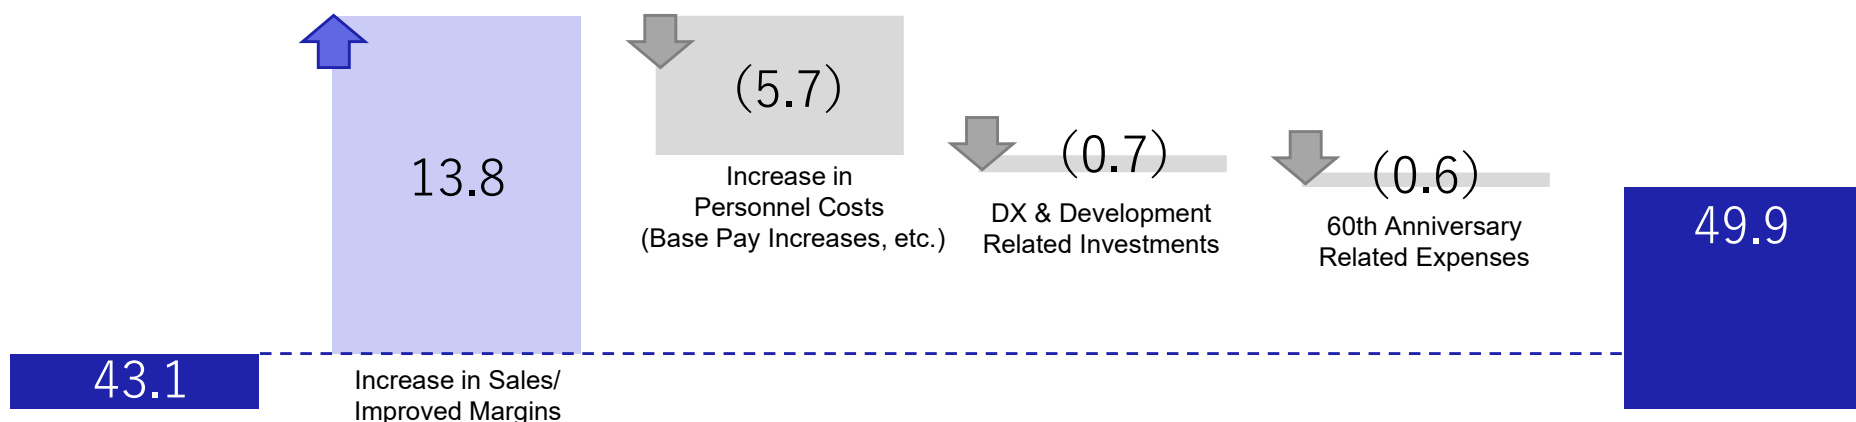 43.1
13.8
Increase in Sales/
Improved Margins
(5.7)
Increase in
Personnel Costs
(Base Pay Increases, etc.)
(0.7)
DX & Development
Related Investments
(0.6)
60th Anniversary
Related Expenses
49.9